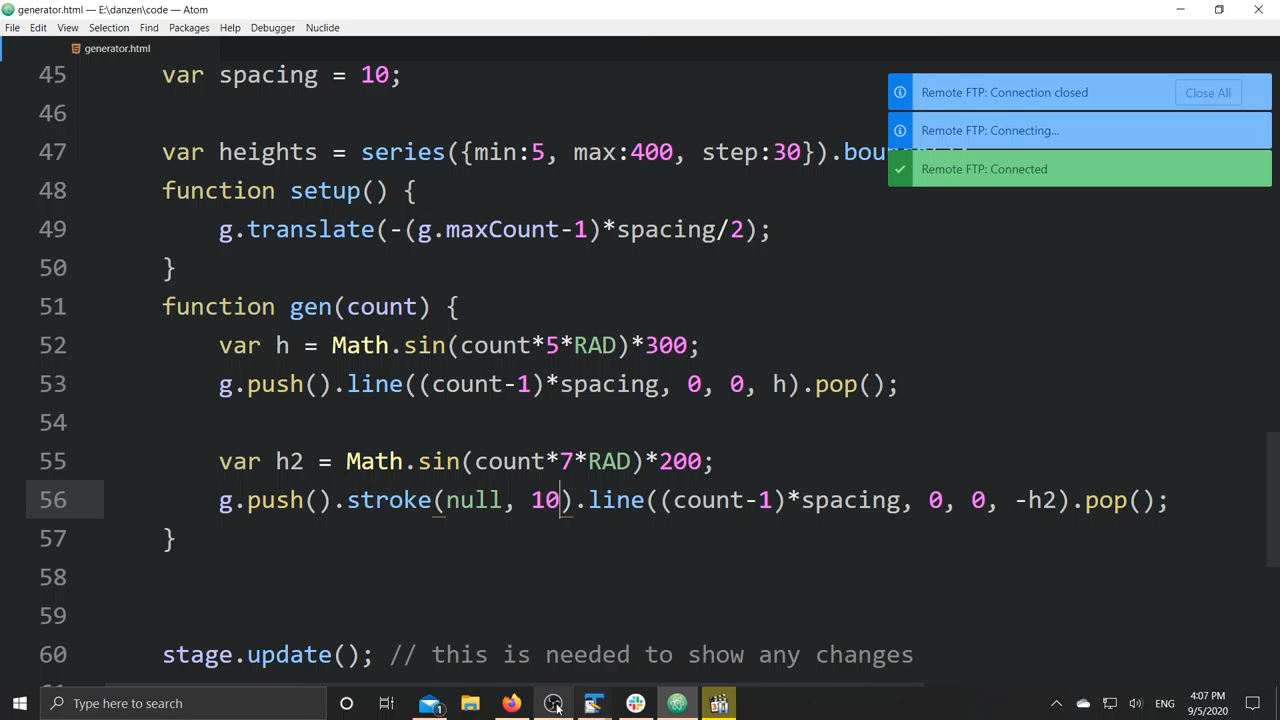 generator.html — E:\danzen\code — Atom
File Edit View Selection Find Packages Help Debugger Nuclide
generator.html
45 var spacing = 10;
46
47 var heights = series({min:5, max:400, step:30}).bou
48 function setup() {
49 g.translate(-(g.maxCount-1)*spacing/2);
50 }
51 function gen(count) {
52 var h = Math.sin(count*5*RAD)*300;
53 g.push().line((count-1)*spacing, 0, 0, h).pop();
54
55 var h2 = Math.sin(count*7*RAD)*200;
56 g.push().stroke(null, 10).line((count-1)*spacing, 0, 0, -h2).pop();
57 }
58
59
60 stage.update(); // this is needed to show any changes
Remote FTP: Connection closed Close All
Remote FTP: Connecting...
Remote FTP: Connected
Type here to search
1
ENG
4:07 PM
9/5/2020